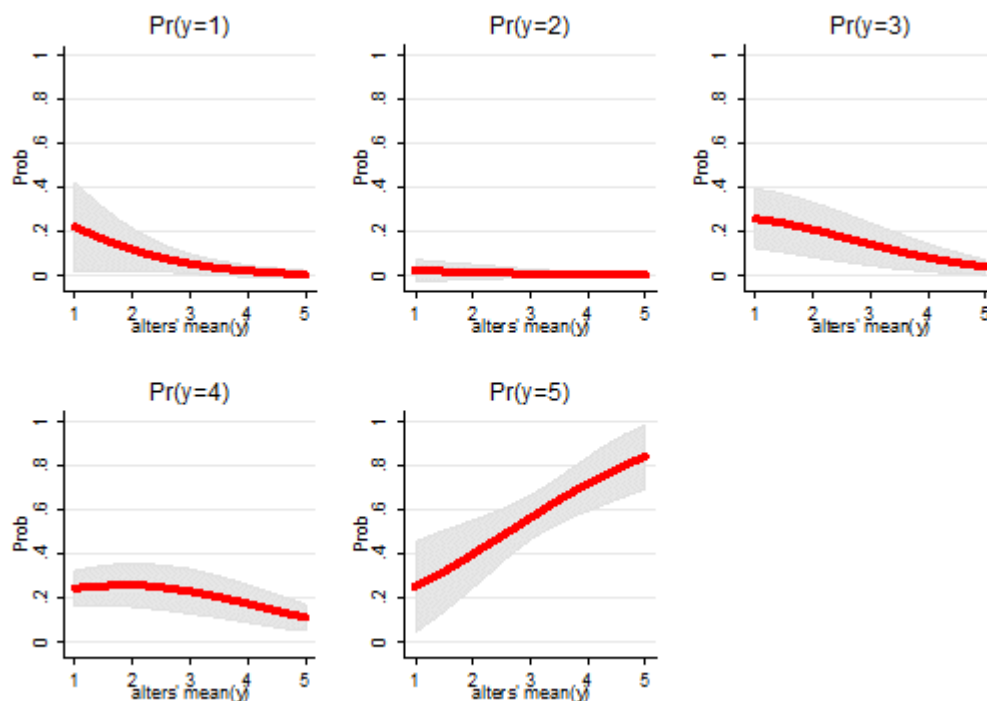 Pr(y=1)
Prob
1
.8
.6
.4
.2
0
1 2 3 4 5
alters' mean(y)
Pr(y=2)
Prob
1
.8
.6
.4
.2
0
1 2 3 4 5
alters' mean(y)
Pr(y=3)
Prob
1
.8
.6
.4
.2
0
1 2 3 4 5
alters' mean(y)
Pr(y=4)
Prob
1
.8
.6
.4
.2
0
1 2 3 4 5
alters' mean(y)
Pr(y=5)
Prob
1
.8
.6
.4
.2
0
1 2 3 4 5
alters' mean(y)